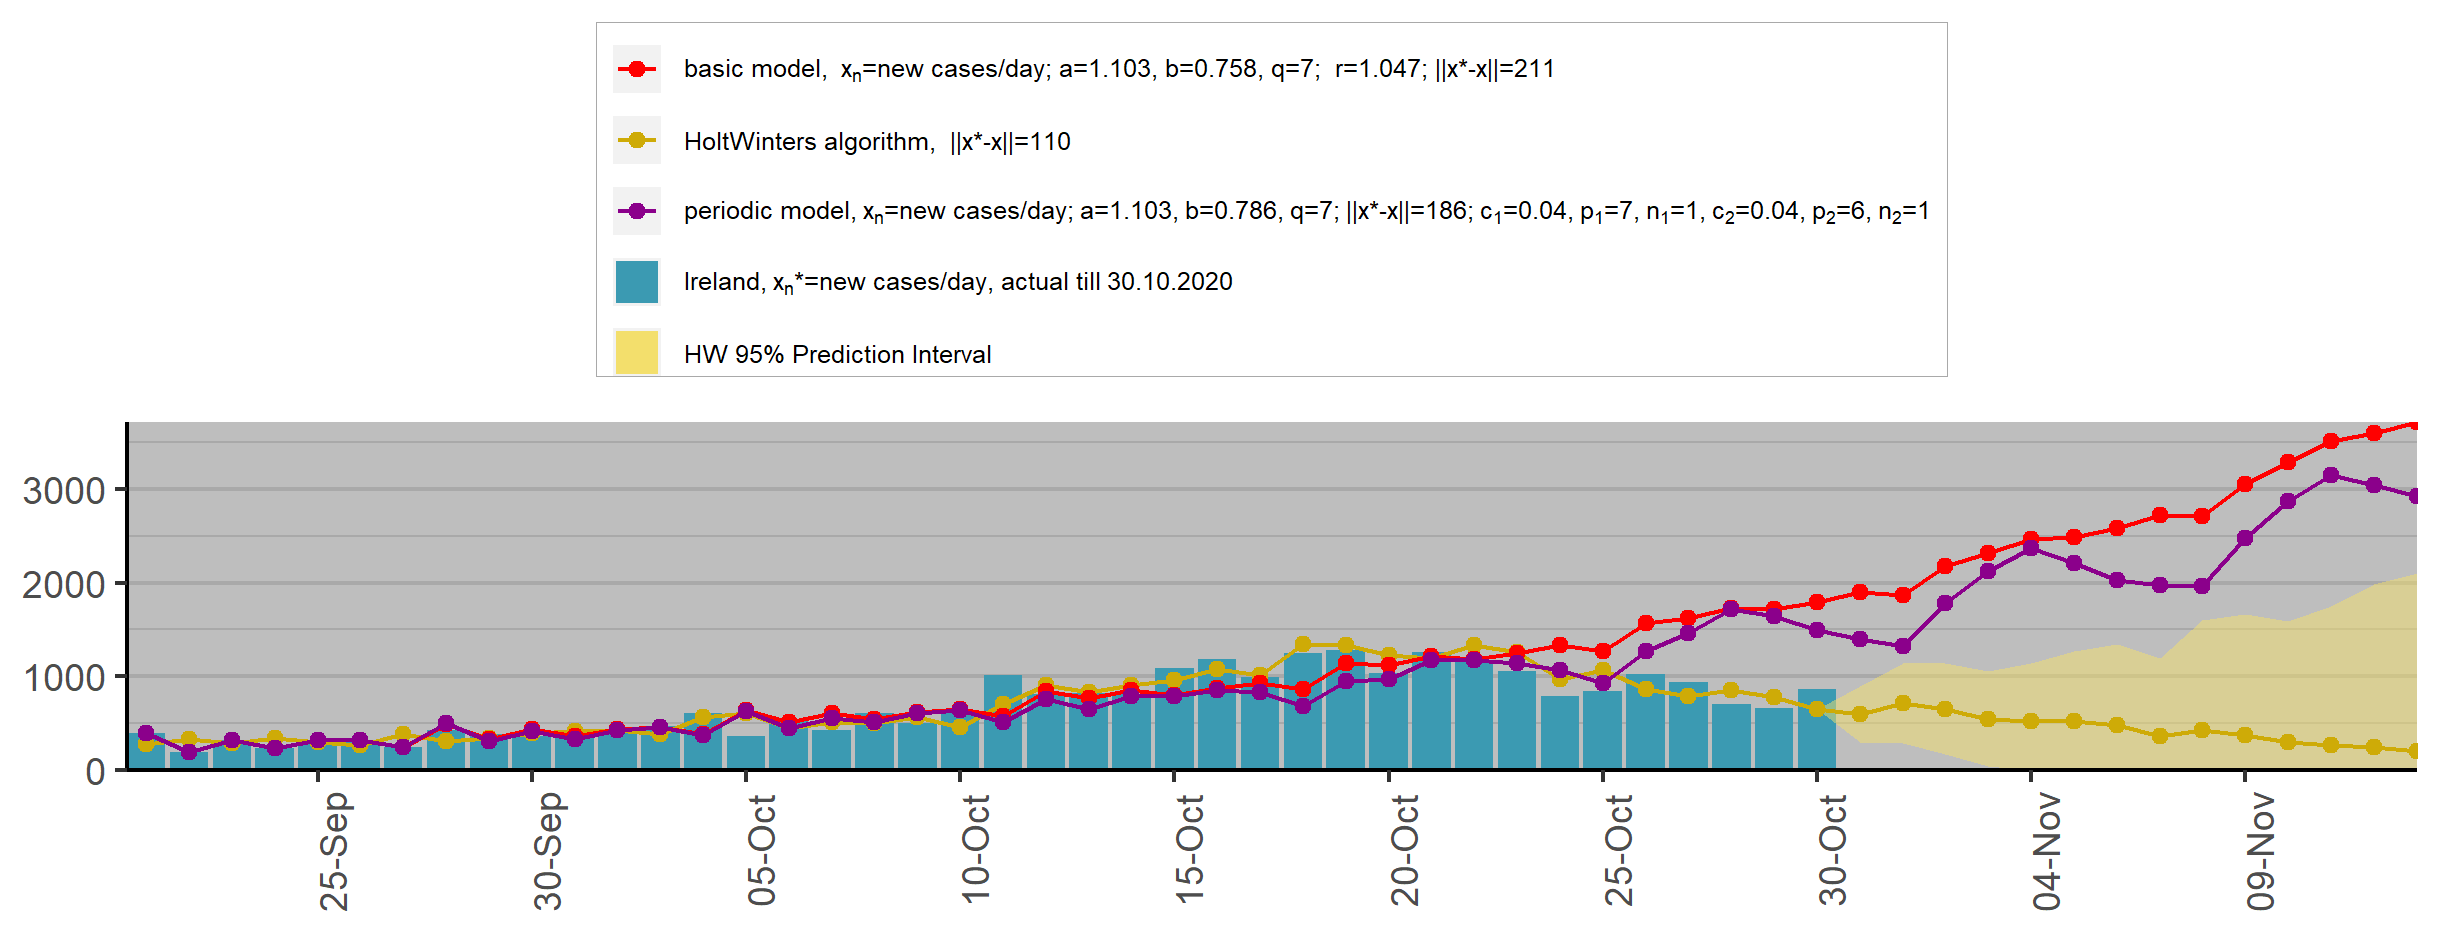 basic model,  xn=new cases/day; a=1.103, b=0.758, q=7;  r=1.047; ||x*-x||=211
HoltWinters algorithm,  ||x*-x||=110
periodic model, xn=new cases/day; a=1.103, b=0.786, q=7; ||x*-x||=186; c1=0.04, p1=7, n1=1, c2=0.04, p2=6, n2=1
Ireland, xn*=new cases/day, actual till 30.10.2020
HW 95% Prediction Interval
3000
2000
1000
0
25-Sep
30-Sep
05-Oct
10-Oct
15-Oct
20-Oct
25-Oct
30-Oct
04-Nov
09-Nov